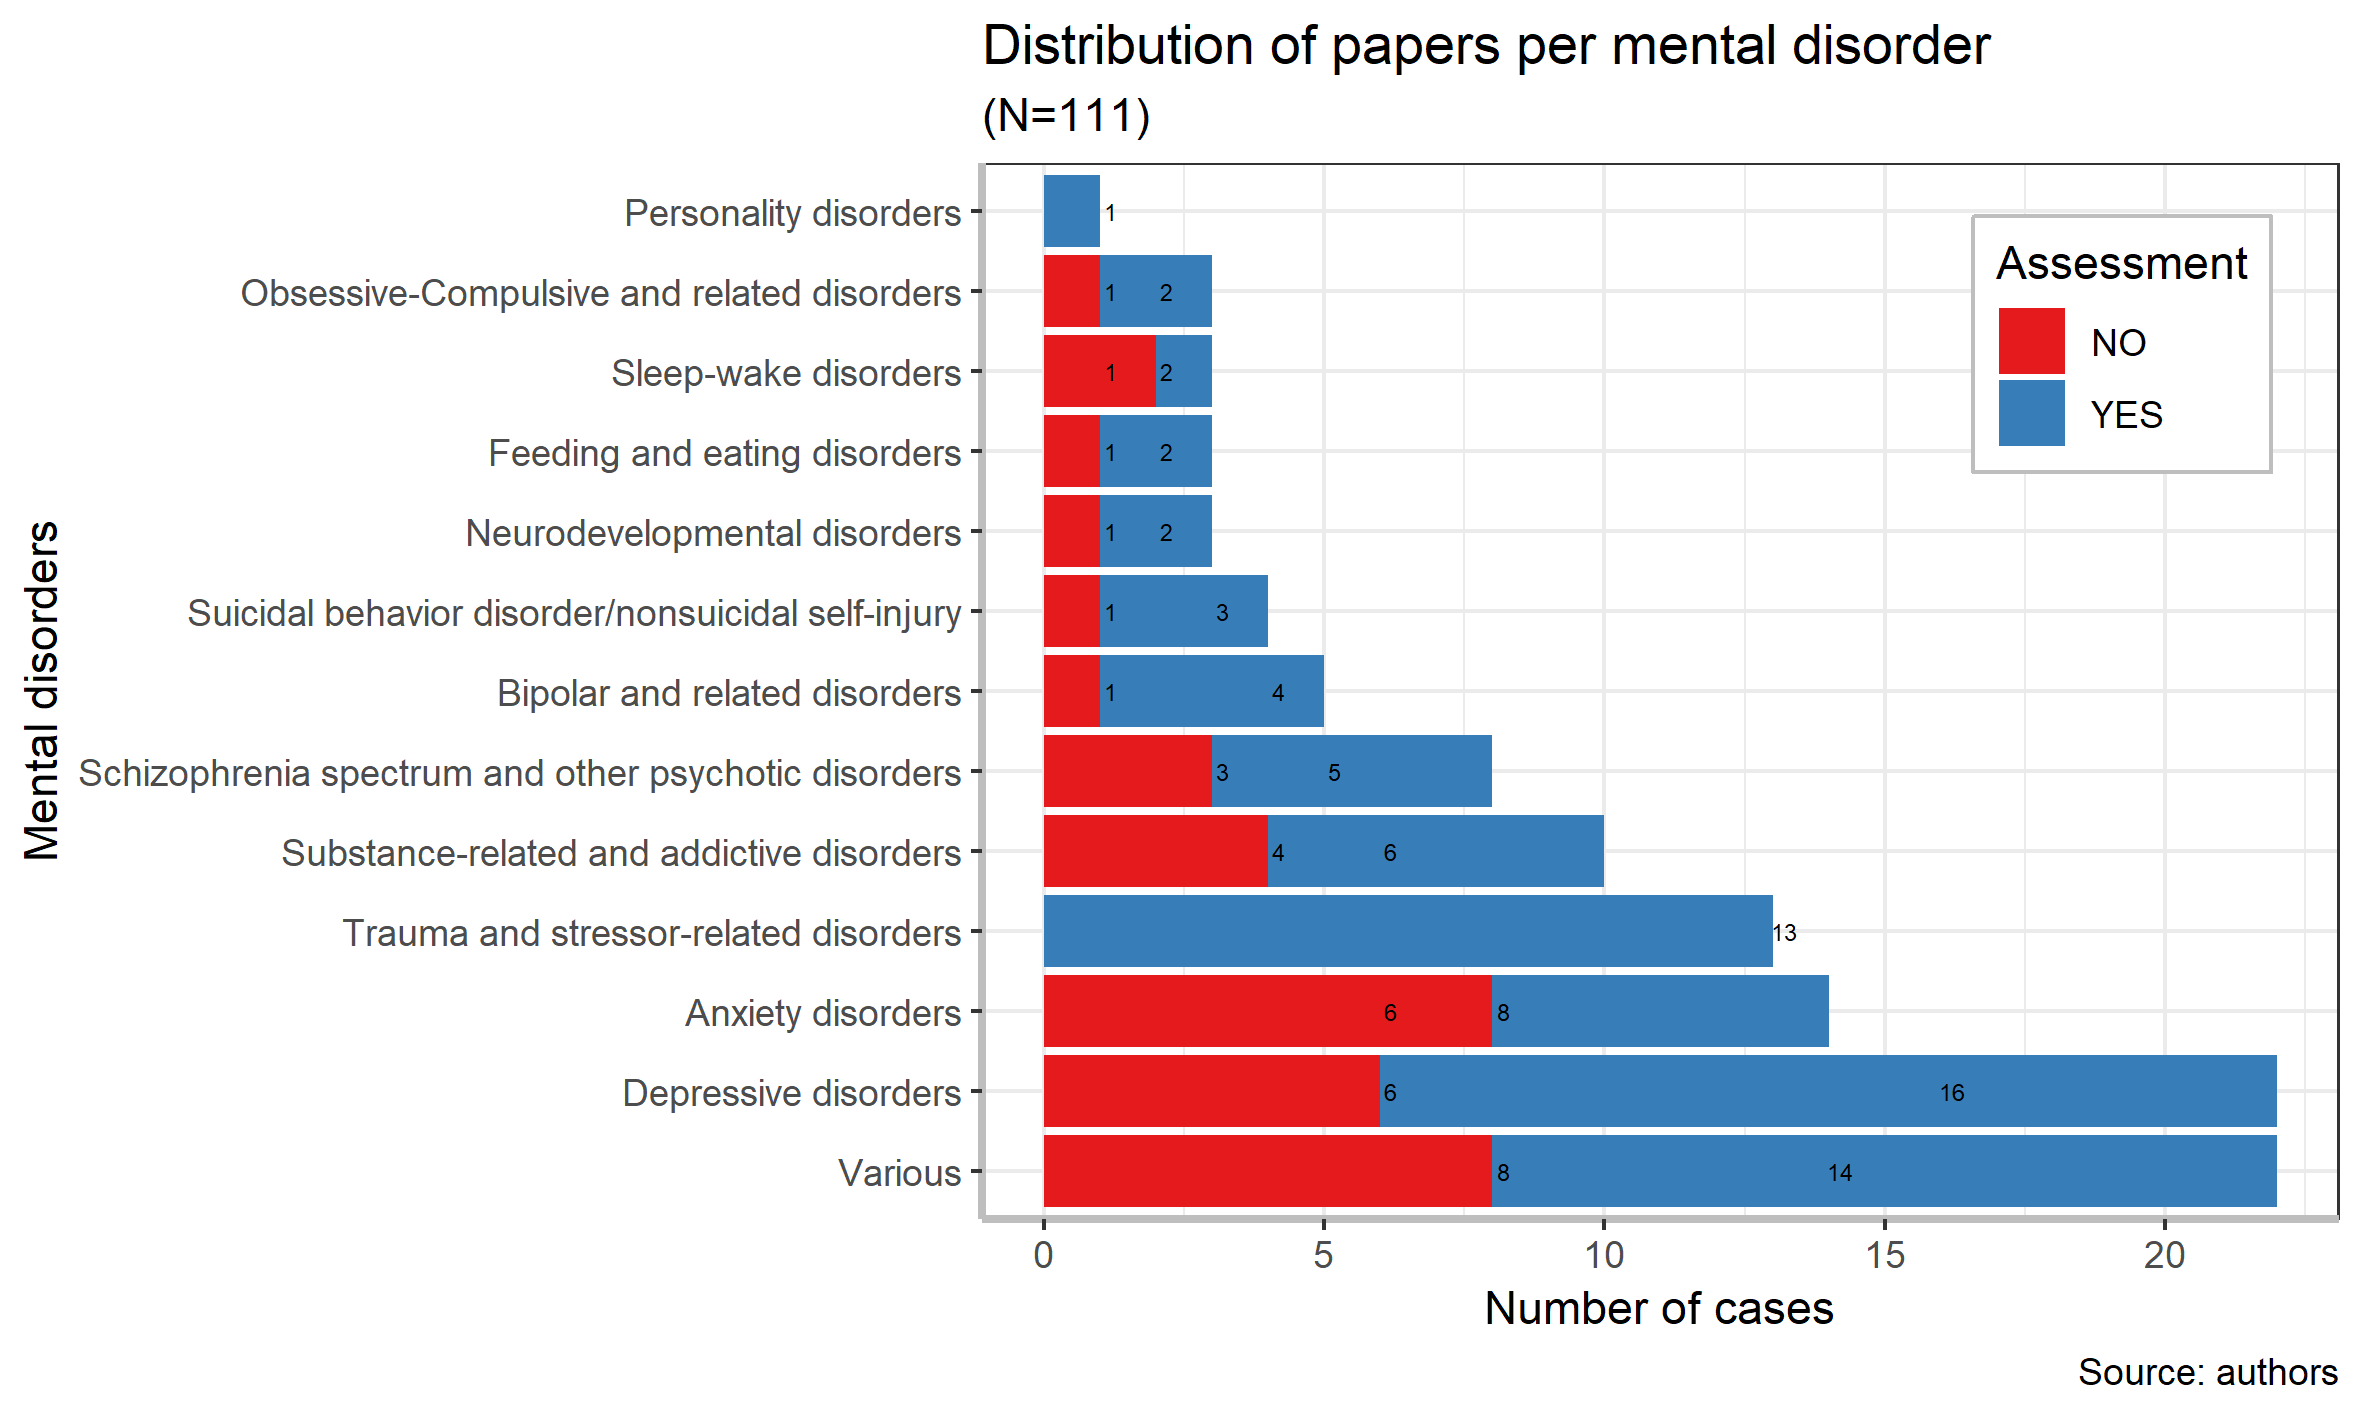 Distribution of papers per mental disorder
(N=111)
Mental disorders
Personality disorders 1
Obsessive-Compulsive and related disorders 1 2
Sleep-wake disorders 1 2
Feeding and eating disorders 1 2
Neurodevelopmental disorders 1 2
Suicidal behavior disorder/nonsuicidal self-injury 1 3
Bipolar and related disorders 1 4
Schizophrenia spectrum and other psychotic disorders 3 5
Substance-related and addictive disorders 4 6
Trauma and stressor-related disorders 13
Anxiety disorders 6 8
Depressive disorders 6 16
Various 8 14
Assessment
NO
YES
0 5 10 15 20
Number of cases
Source: authors